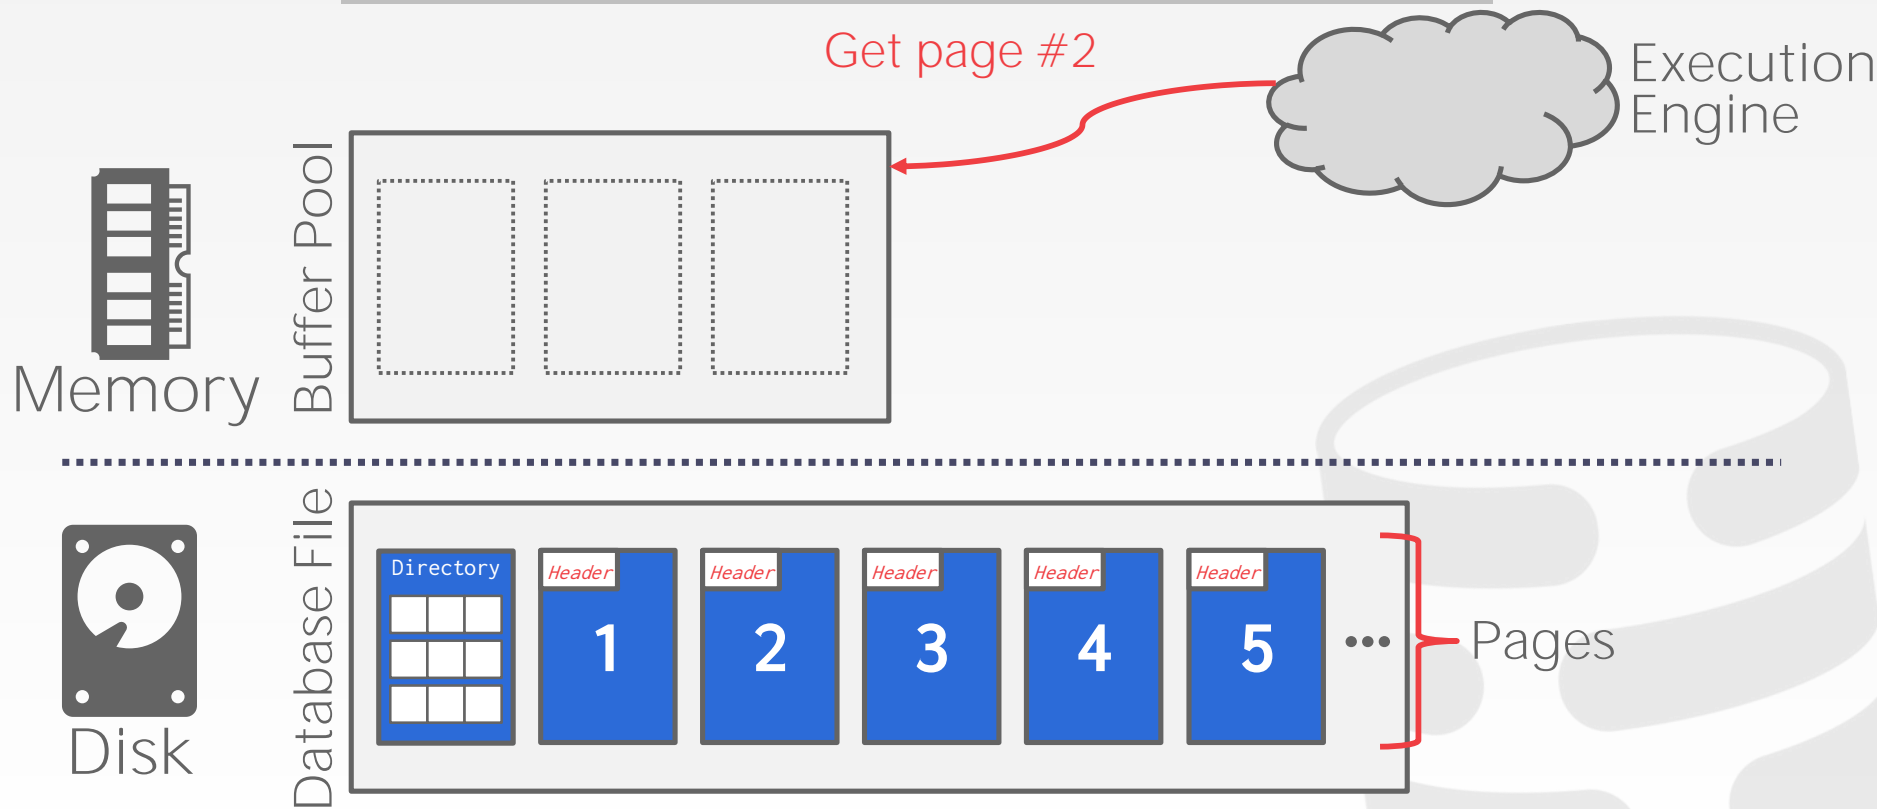 Get page #2
Execution
Engine
Buffer Pool
Memory
Database File
Directory
Header
1
Header
2
Header
3
Header
4
Header
5
•••
Pages
Disk